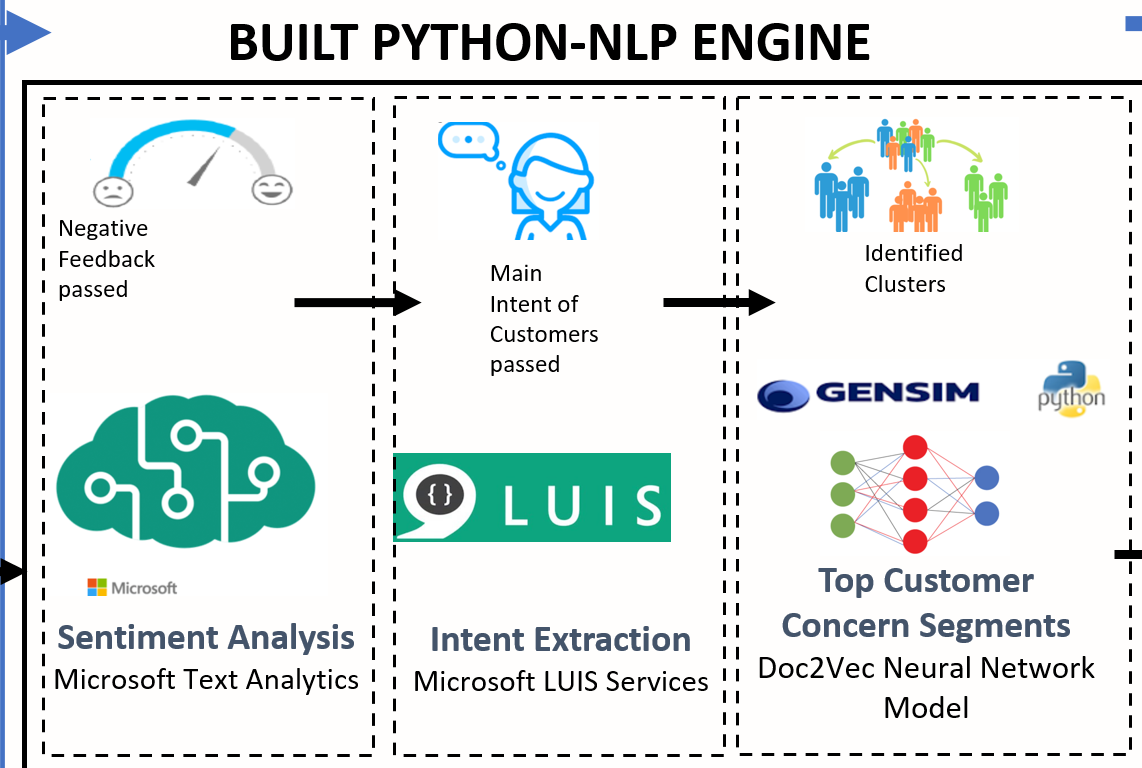 BUILT PYTHON-NLP ENGINE
Negative
Feedback
passed
Microsoft
Sentiment Analysis
Microsoft Text Analytics
Main
Intent of
Customers
passed
{ }
LUIS
Intent Extraction
Microsoft LUIS Services
Identified
Clusters
GENSIM
python
Top Customer
Concern Segments
Doc2Vec Neural Network
Model